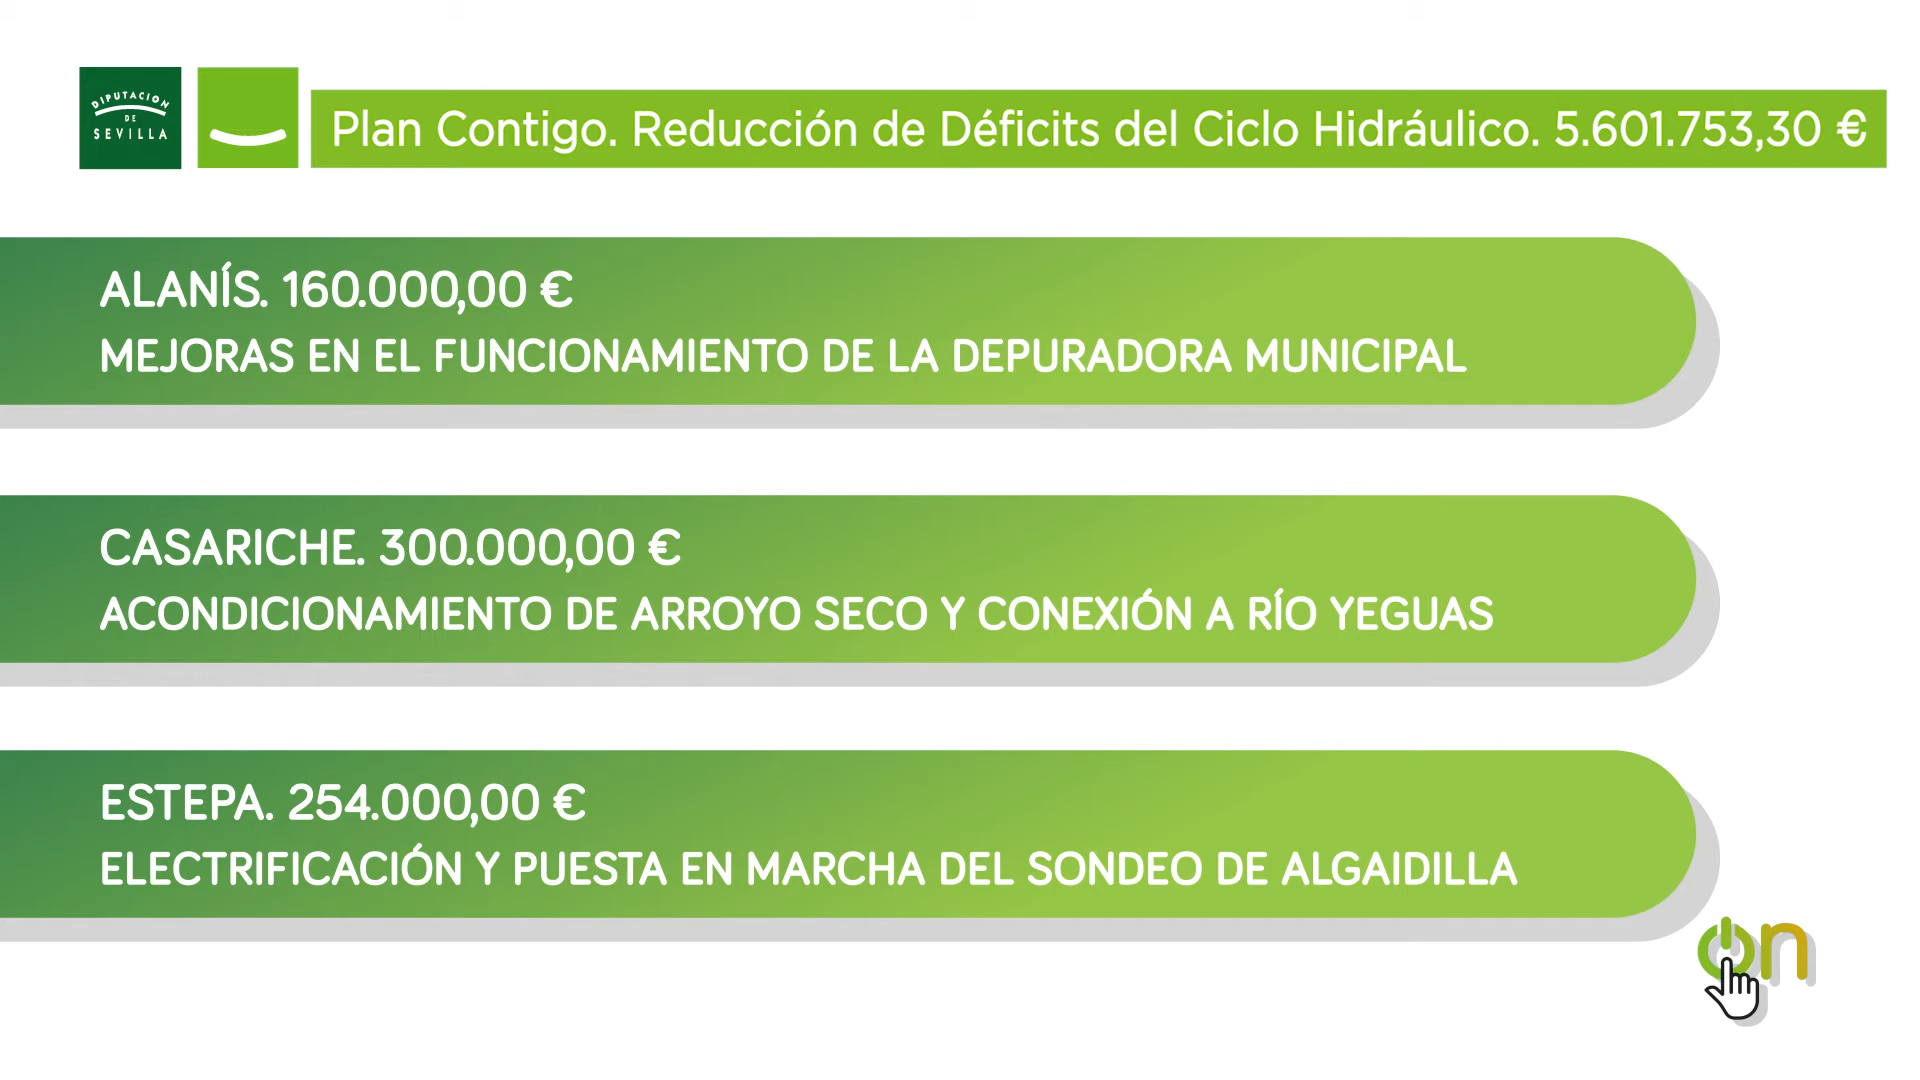 DIPUTACION
DE
SEVILLA
Plan Contigo. Reducción de Déficits del Ciclo Hidráulico. 5.601.753,30 €
ALANÍS. 160.000,00 €
MEJORAS EN EL FUNCIONAMIENTO DE LA DEPURADORA MUNICIPAL
CASARICHE. 300.000,00 €
ACONDICIONAMIENTO DE ARROYO SECO Y CONEXIÓN A RÍO YEGUAS
ESTEPA. 254.000,00 €
ELECTRIFICACIÓN Y PUESTA EN MARCHA DEL SONDEO DE ALGAIDILLA
on